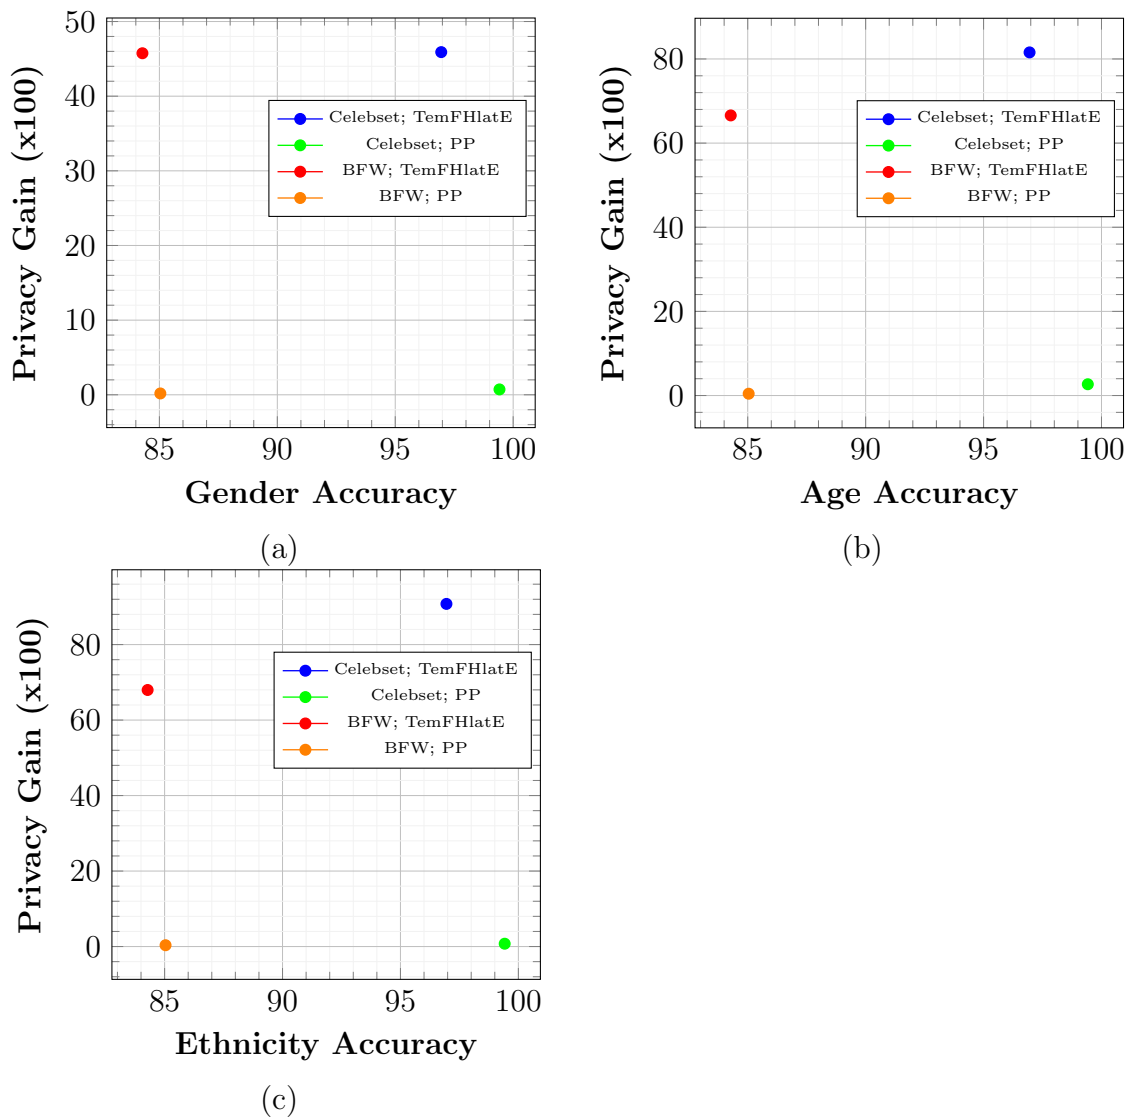 50
40
30
20
10
0
Privacy Gain (x100)
Celebset; TemFHlatE
Celebset; PP
BFW; TemFHlatE
BFW; PP
85 90 95 100
Gender Accuracy
(a)
80
60
40
20
0
Privacy Gain (x100)
Celebset; TemFHlatE
Celebset; PP
BFW; TemFHlatE
BFW; PP
85 90 95 100
Age Accuracy
(b)
80
60
40
20
0
Privacy Gain (x100)
Celebset; TemFHlatE
Celebset; PP
BFW; TemFHlatE
BFW; PP
85 90 95 100
Ethnicity Accuracy
(c)